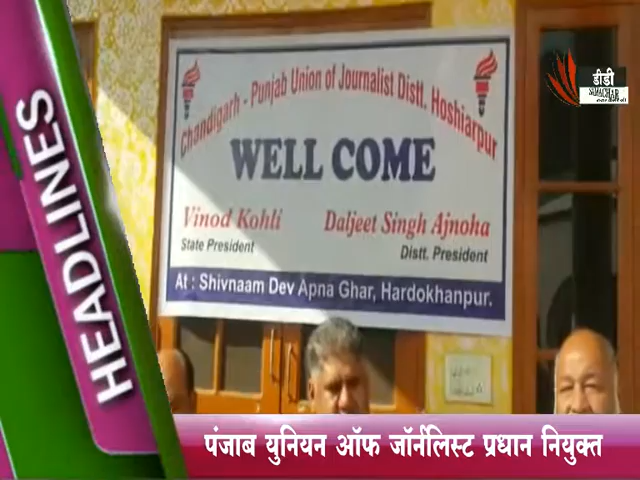 HEADLINES
डीडी
SAMACHAR
Chandigarh - Punjab Union of Journalist Distt. Hoshiarpur
WELL COME
Vinod Kohli
State President
Daljeet Singh Ajnoha
Distt. President
At : Shivnaam Dev Apna Ghar, Hardokhanpur.
पंजाब युनियन ऑफ जॉर्नलिस्ट प्रधान नियुक्त